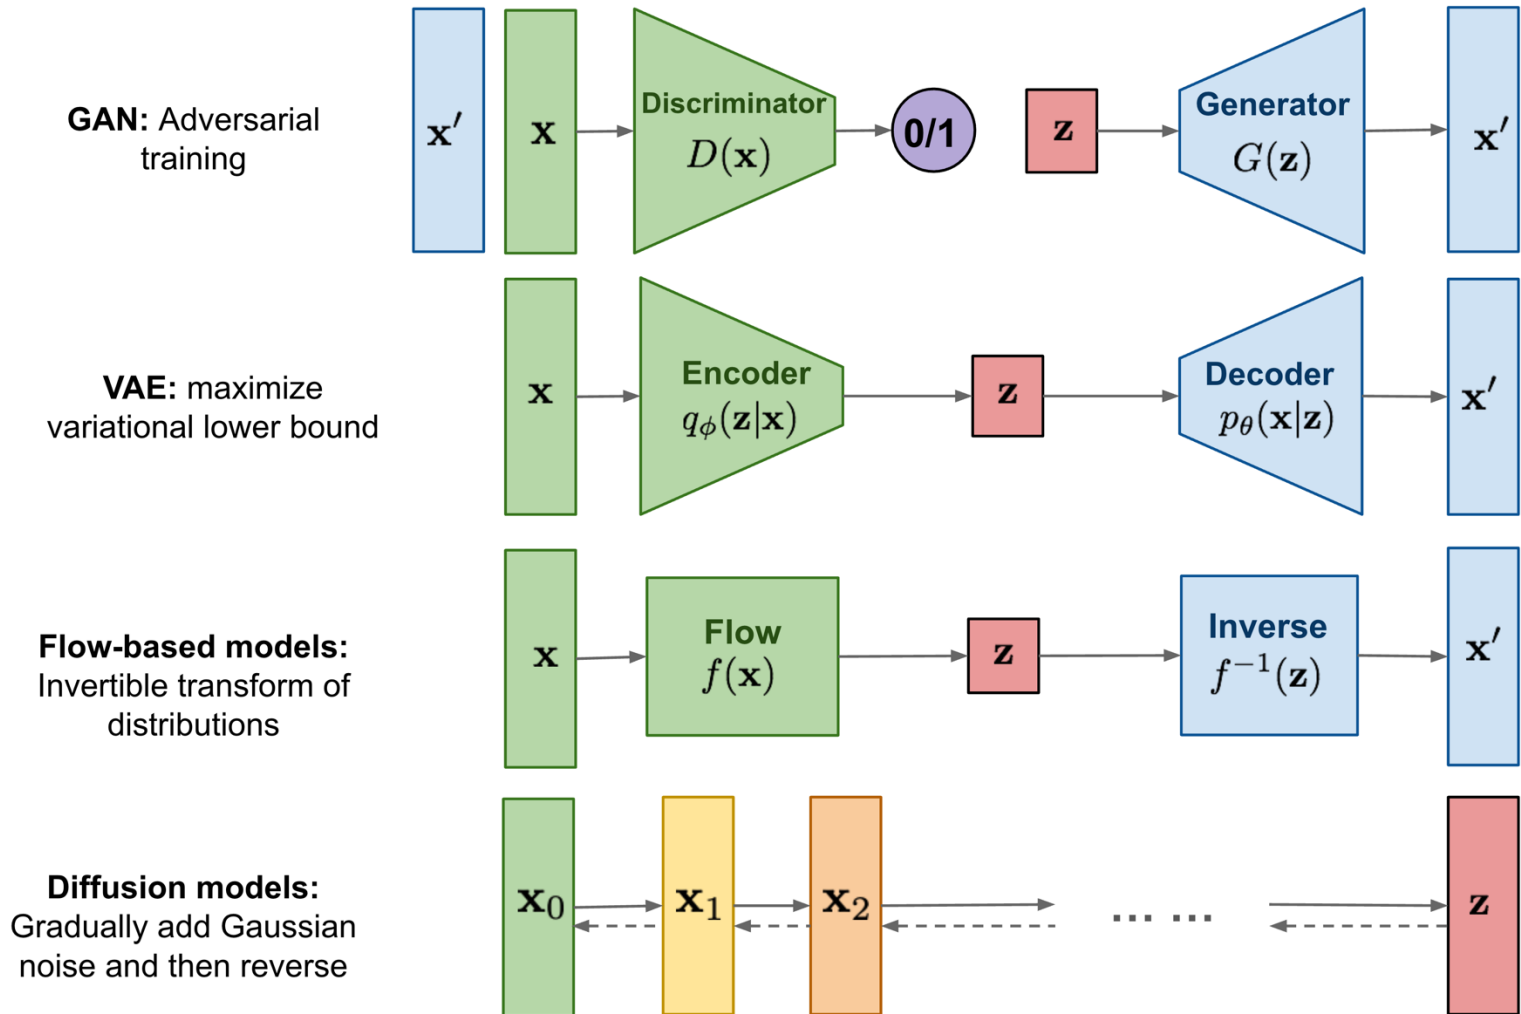 GAN: Adversarial
training
x′
x
Discriminator
D(x)
0/1
z
Generator
G(z)
x′
VAE: maximize
variational lower bound
x
Encoder
qϕ(z|x)
z
Decoder
pθ(x|z)
x′
Flow-based models:
Invertible transform of
distributions
x
Flow
f(x)
z
Inverse
f⁻¹(z)
x′
Diffusion models:
Gradually add Gaussian
noise and then reverse
x₀
x₁
x₂
... ...
z